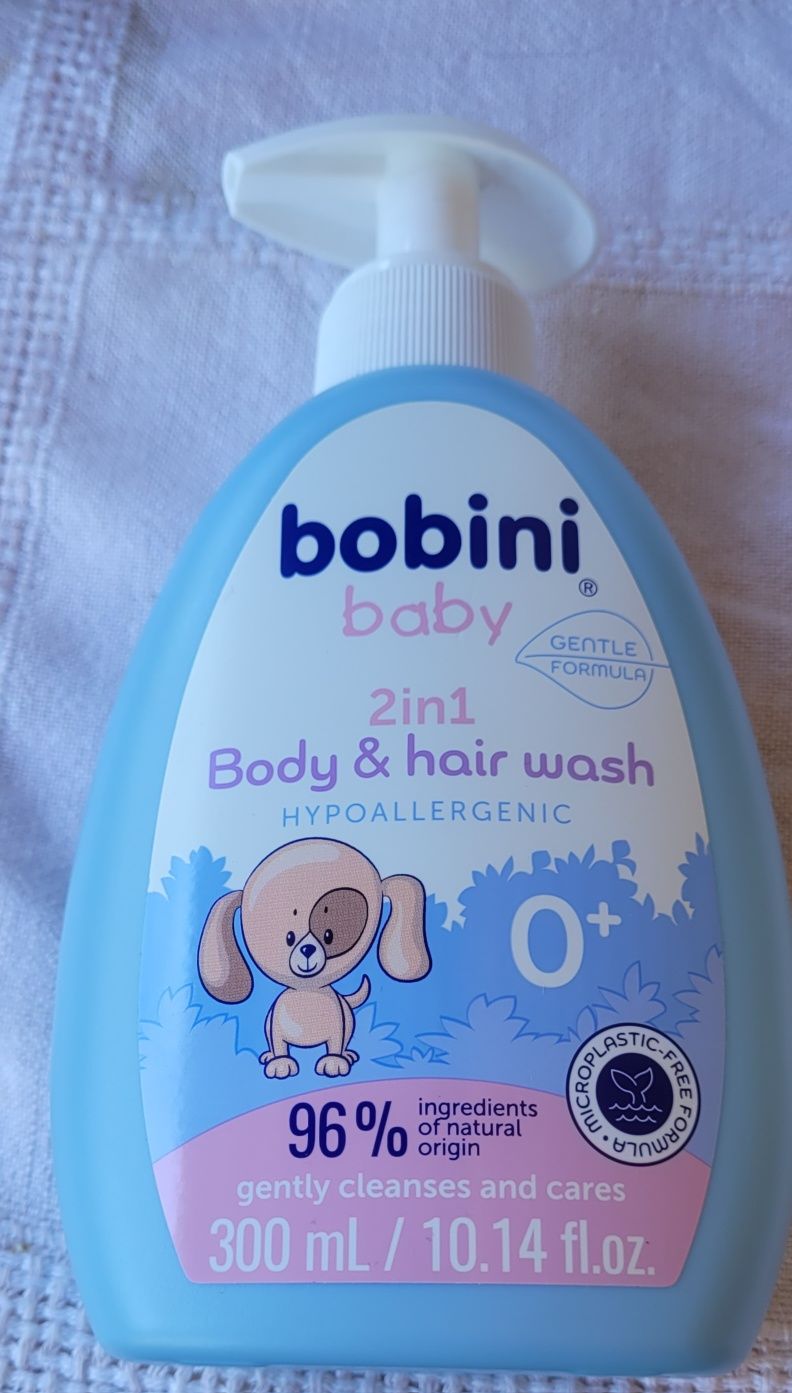 bobini
®
baby
GENTLE
FORMULA
2in1
Body & hair wash
HYPOALLERGENIC
0+
MICROPLASTIC-FREE FORMULA •
96% ingredients
of natural
origin
gently cleanses and cares
300 mL / 10.14 fl.oz.